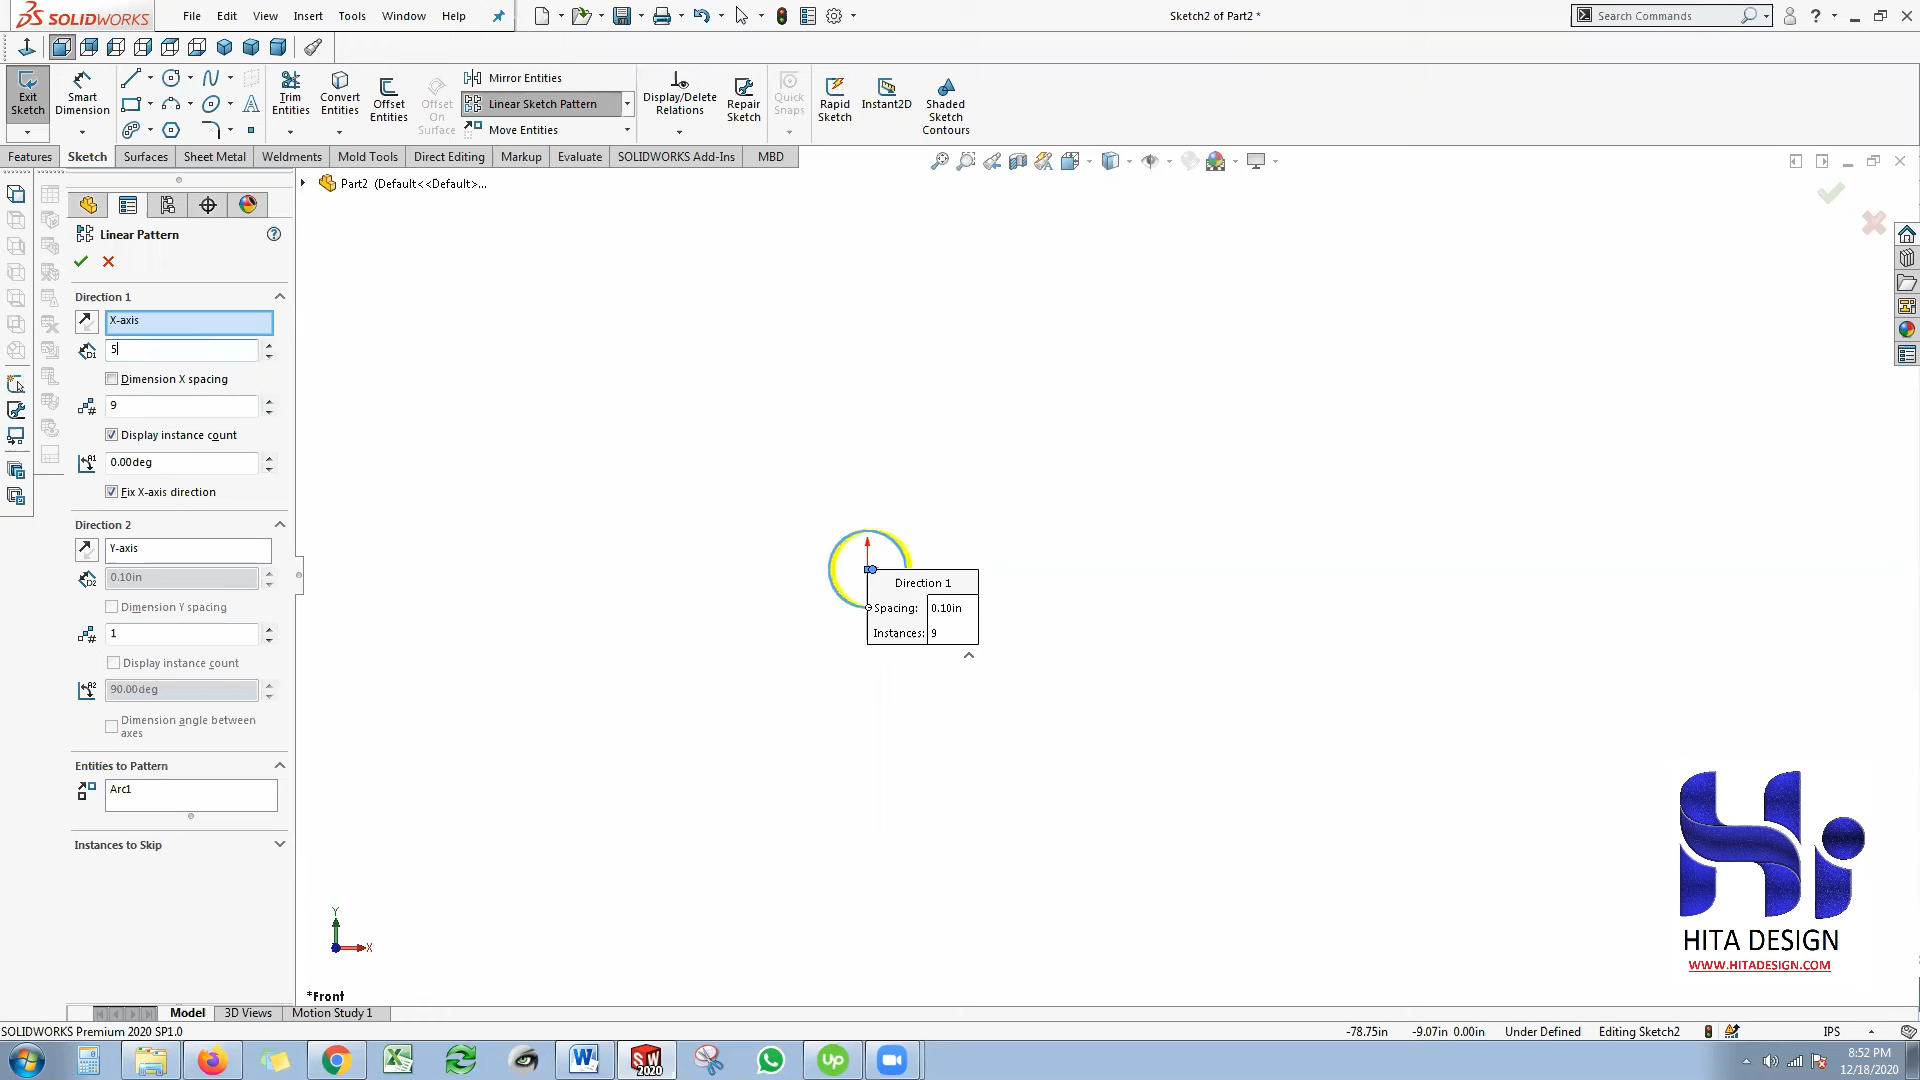 SOLIDWORKS
File Edit View Insert Tools Window Help
Sketch2 of Part2 *
Search Commands
Exit Sketch
Smart Dimension
Trim Entities
Convert Entities
Offset Entities
Offset On Surface
Mirror Entities
Linear Sketch Pattern
Move Entities
Display/Delete Relations
Repair Sketch
Quick Snaps
Rapid Sketch
Instant2D
Shaded Sketch Contours
Features Sketch Surfaces Sheet Metal Weldments Mold Tools Direct Editing Markup Evaluate SOLIDWORKS Add-Ins MBD
Part2 (Default<<Default>...
Linear Pattern
Direction 1
X-axis
5
Dimension X spacing
9
Display instance count
0.00deg
Fix X-axis direction
Direction 2
Y-axis
0.10in
Dimension Y spacing
1
Display instance count
90.00deg
Dimension angle between
axes
Entities to Pattern
Arc1
Instances to Skip
Direction 1
Spacing: 0.10in
Instances: 9
Y
X
*Front
Hi
HITA DESIGN
WWW.HITADESIGN.COM
Model 3D Views Motion Study 1
SOLIDWORKS Premium 2020 SP1.0
-78.75in -9.07in 0.00in Under Defined Editing Sketch2 IPS
SW 2020
Up
8:52 PM
12/18/2020